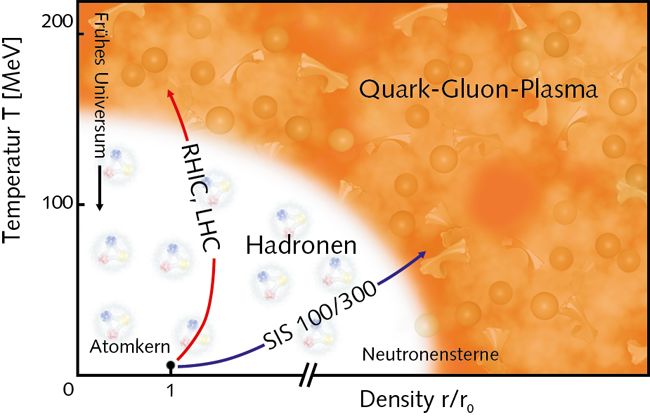 200
Frühes Universum
Temperatur T [MeV]
Quark-Gluon-Plasma
RHIC, LHC
100
Hadronen
SIS 100/300
Atomkern
Neutronensterne
0
1
Density r/r₀